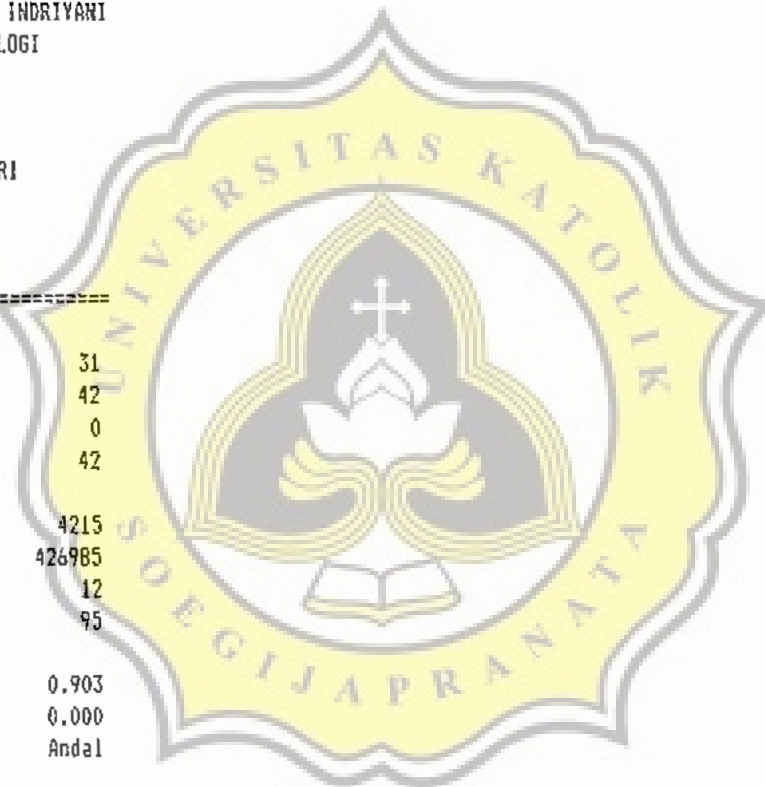 INDRIYANI
LOGI
RI
==========
31
42
0
42
4215
426985
12
95
0.903
0.000
Andal
UNIVERSITAS KATOLIK
SOEGIJAPRANATA